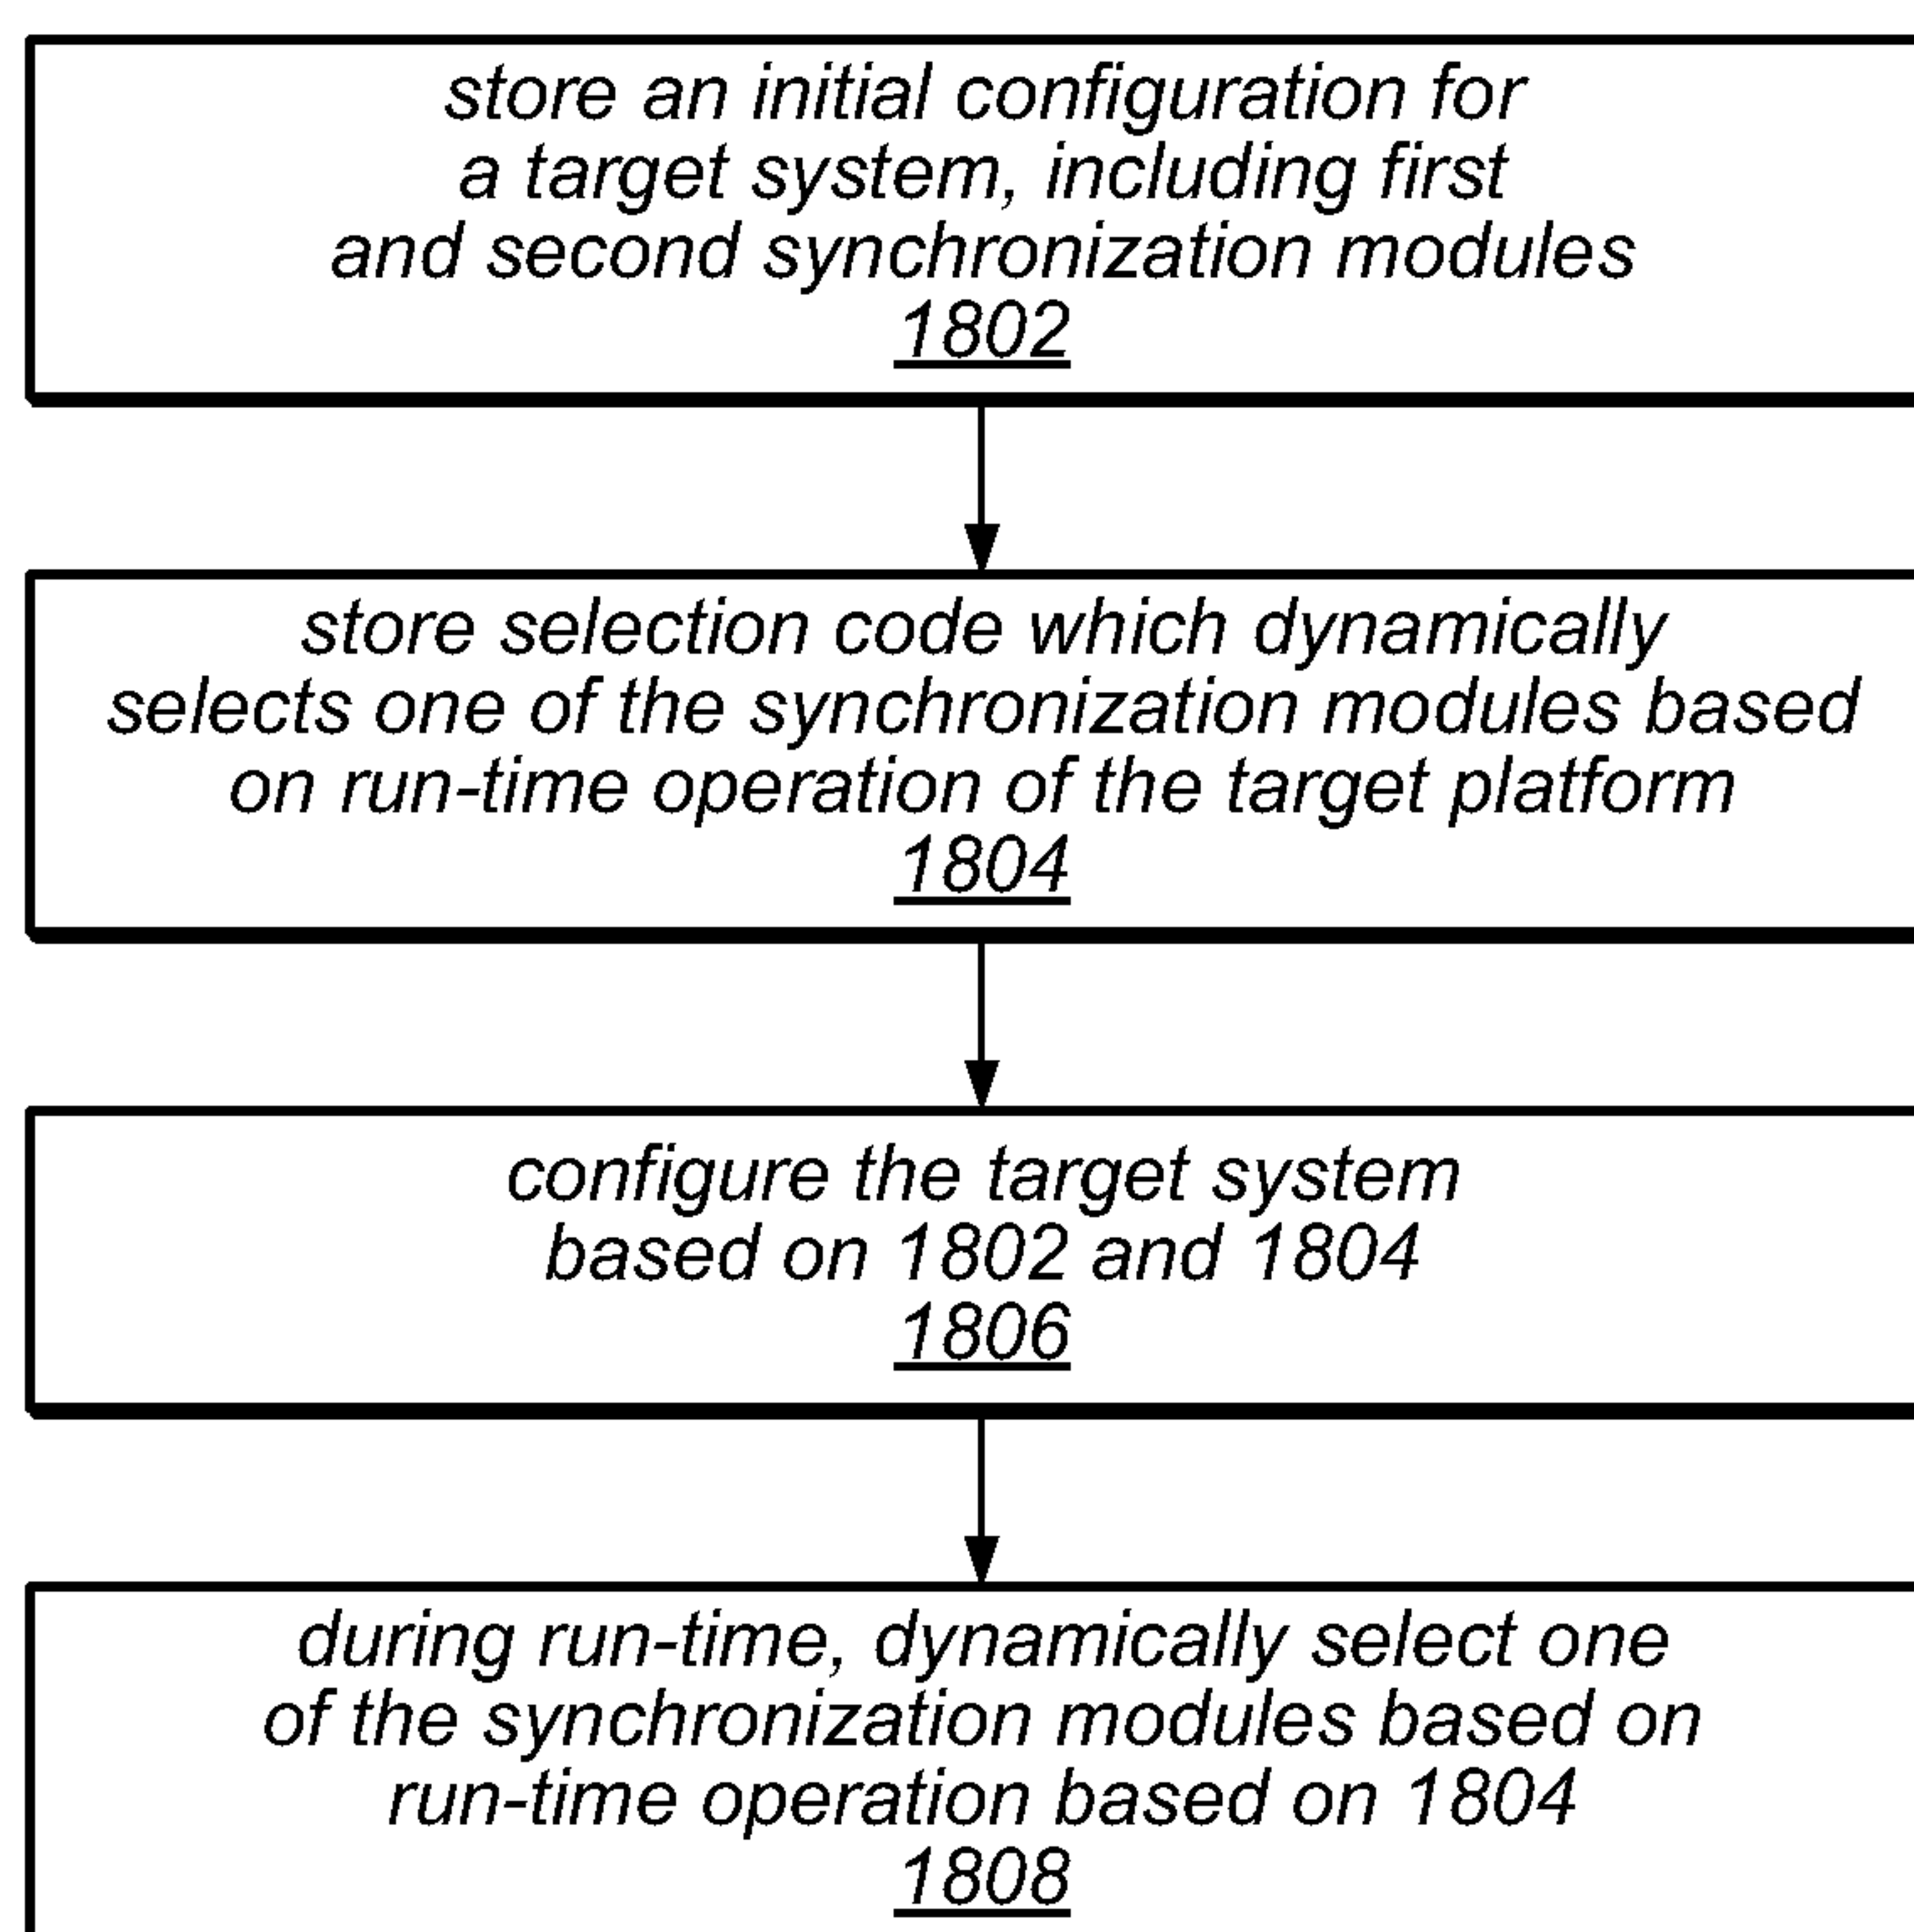 store an initial configuration for
a target system, including first
and second synchronization modules
1802
store selection code which dynamically
selects one of the synchronization modules based
on run-time operation of the target platform
1804
configure the target system
based on 1802 and 1804
1806
during run-time, dynamically select one
of the synchronization modules based on
run-time operation based on 1804
1808